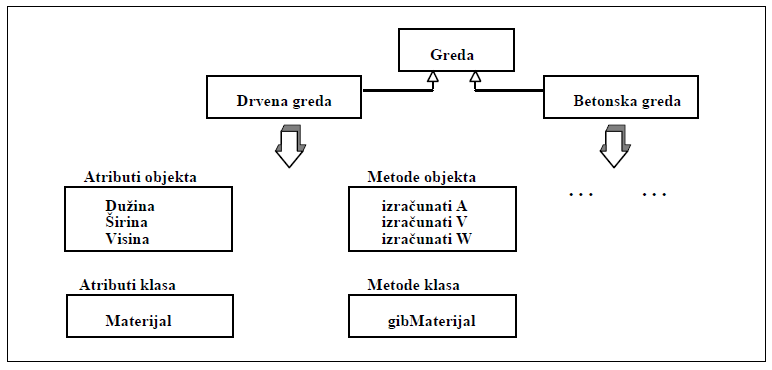 Greda
Drvena greda
Betonska greda
Atributi objekta
Dužina
Širina
Visina
Metode objekta
izračunati A
izračunati V
izračunati W
. . . . . .
Atributi klasa
Materijal
Metode klasa
gibMaterijal